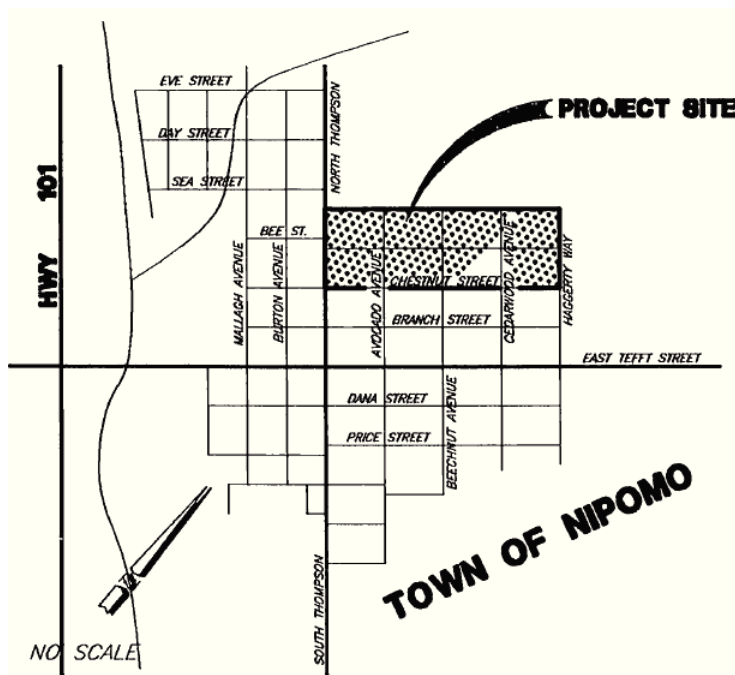 EVE STREET
PROJECT SITE
DAY STREET
NORTH THOMPSON
HWY 101
SEA STREET
BEE ST.
MALLAGH AVENUE
BURTON AVENUE
AVOCADO AVENUE
CHESTNUT STREET
CEDARWOOD AVENUE
HAGGERTY WAY
BRANCH STREET
EAST TEFFT STREET
DANA STREET
BEECHNUT AVENUE
PRICE STREET
TOWN OF NIPOMO
SOUTH THOMPSON
NO SCALE